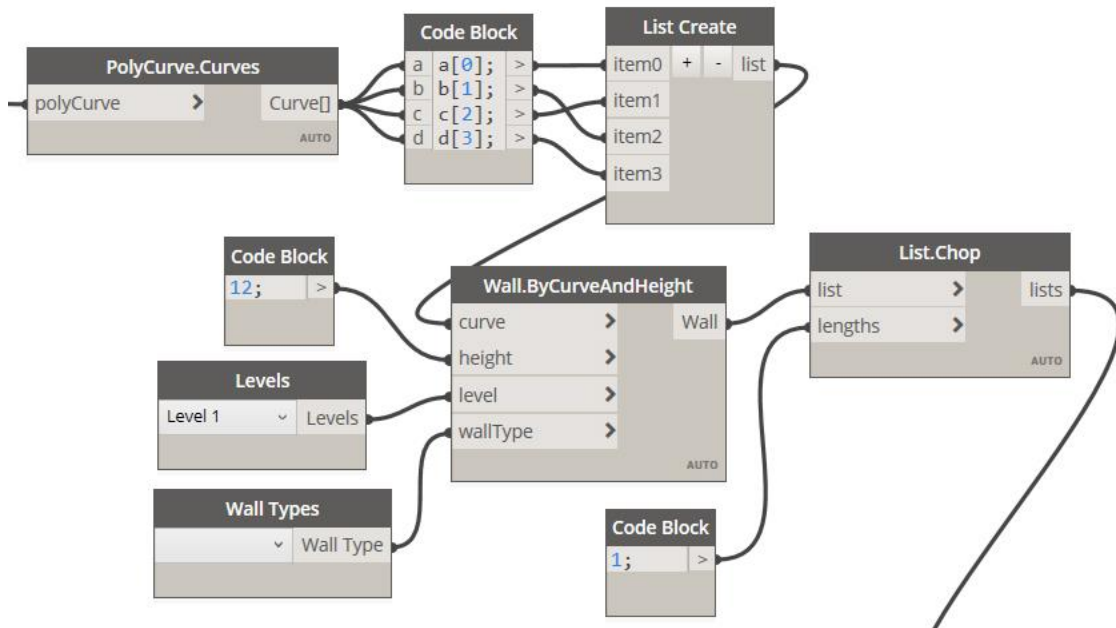 PolyCurve.Curves
polyCurve > Curve[]
AUTO
Code Block
a a[0]; >
b b[1]; >
c c[2]; >
d d[3]; >
List Create
item0 + - list
item1
item2
item3
Code Block
12; >
Levels
Level 1 Levels
Wall Types
Wall Type
Wall.ByCurveAndHeight
curve > Wall
height >
level >
wallType >
AUTO
Code Block
1; >
List.Chop
list > lists
lengths >
AUTO